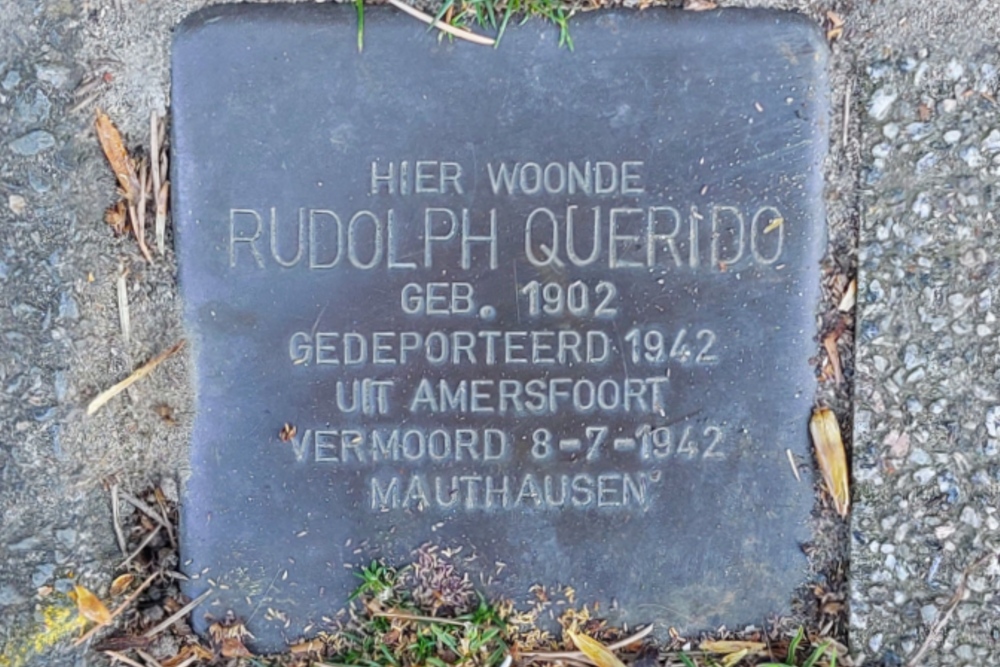 HIER WOONDE
RUDOLPH QUERIDO
GEB. 1902
GEDEPORTEERD 1942
UIT AMERSFOORT
VERMOORD 8-7-1942
MAUTHAUSEN